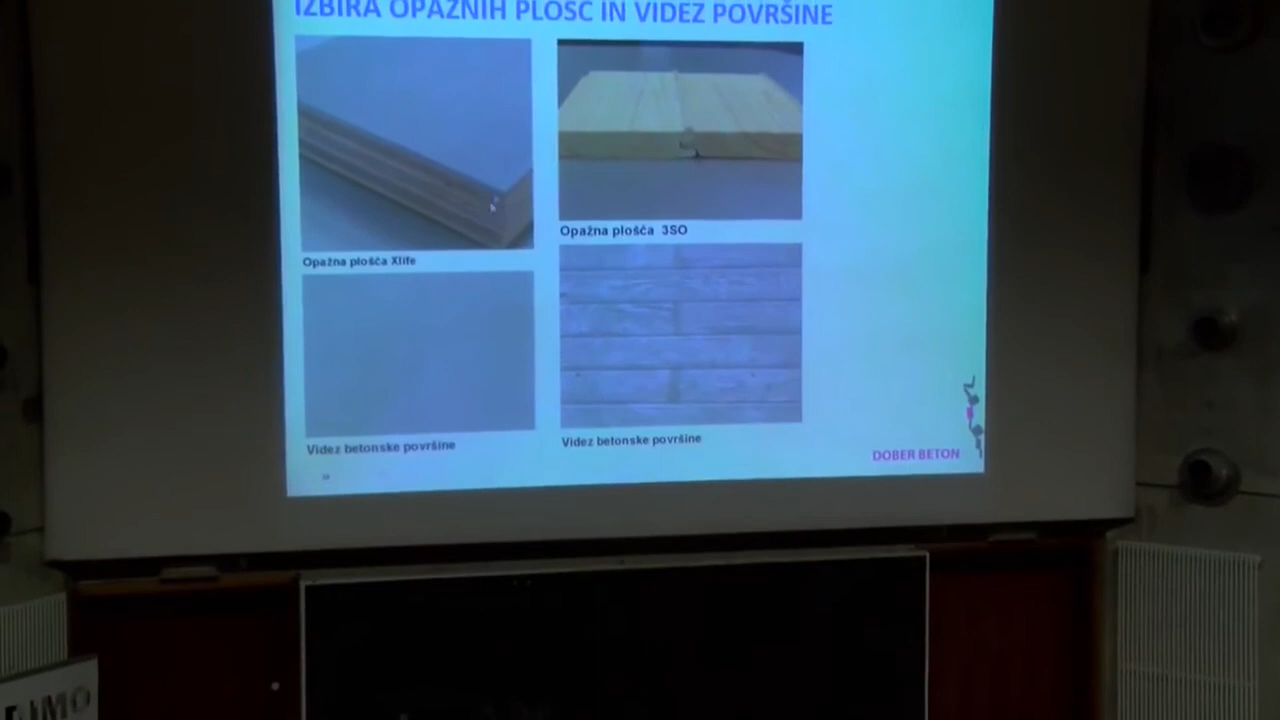 IZBIRA OPAŽNIH PLOŠČ IN VIDEZ POVRŠINE
Opažna plošča 3SO
Opažna plošča Xlife
Videz betonske površine
Videz betonske površine
DOBER BETON